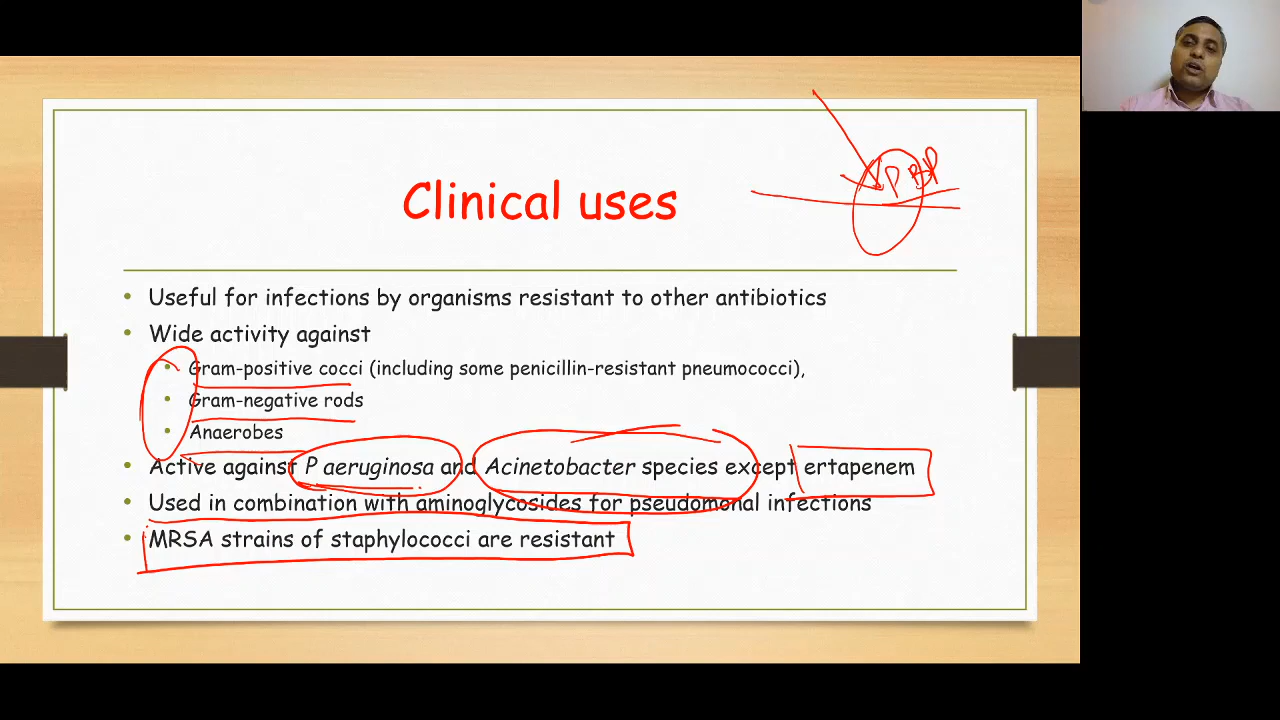 Clinical uses
PBP
• Useful for infections by organisms resistant to other antibiotics
• Wide activity against
• Gram-positive cocci (including some penicillin-resistant pneumococci),
• Gram-negative rods
• Anaerobes
• Active against P aeruginosa and Acinetobacter species except ertapenem
• Used in combination with aminoglycosides for pseudomonal infections
• MRSA strains of staphylococci are resistant